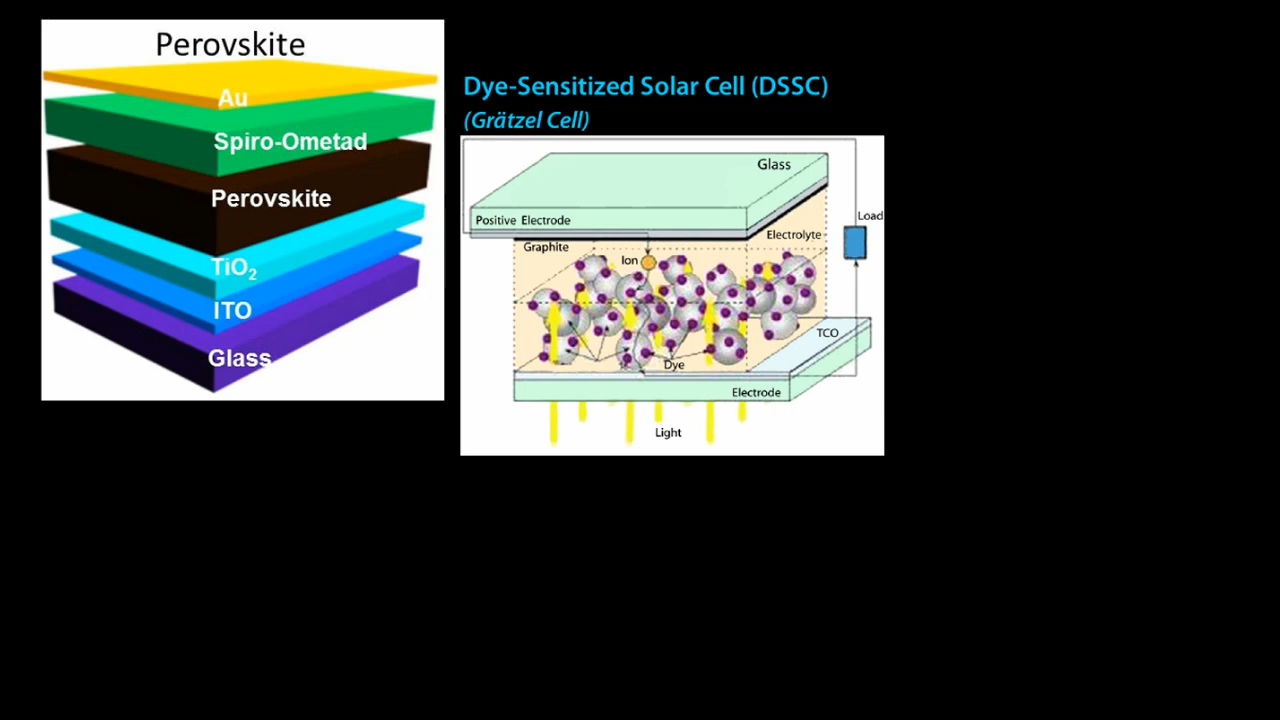 Perovskite
Au
Spiro-Ometad
Perovskite
TiO₂
ITO
Glass
Dye-Sensitized Solar Cell (DSSC)
(Grätzel Cell)
Glass
Positive Electrode
Load
Electrolyte
Graphite
Ion
TCO
Dye
Electrode
Light